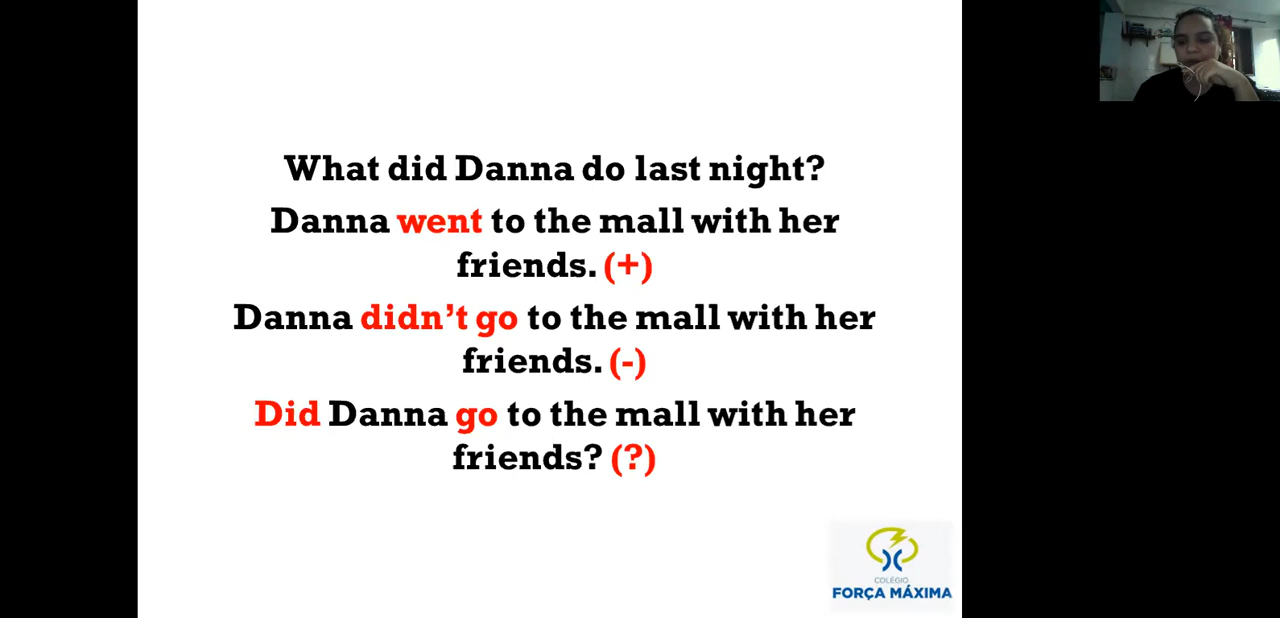 What did Danna do last night?
Danna went to the mall with her
friends. (+)
Danna didn’t go to the mall with her
friends. (-)
Did Danna go to the mall with her
friends? (?)
COLÉGIO
FORÇA MÁXIMA